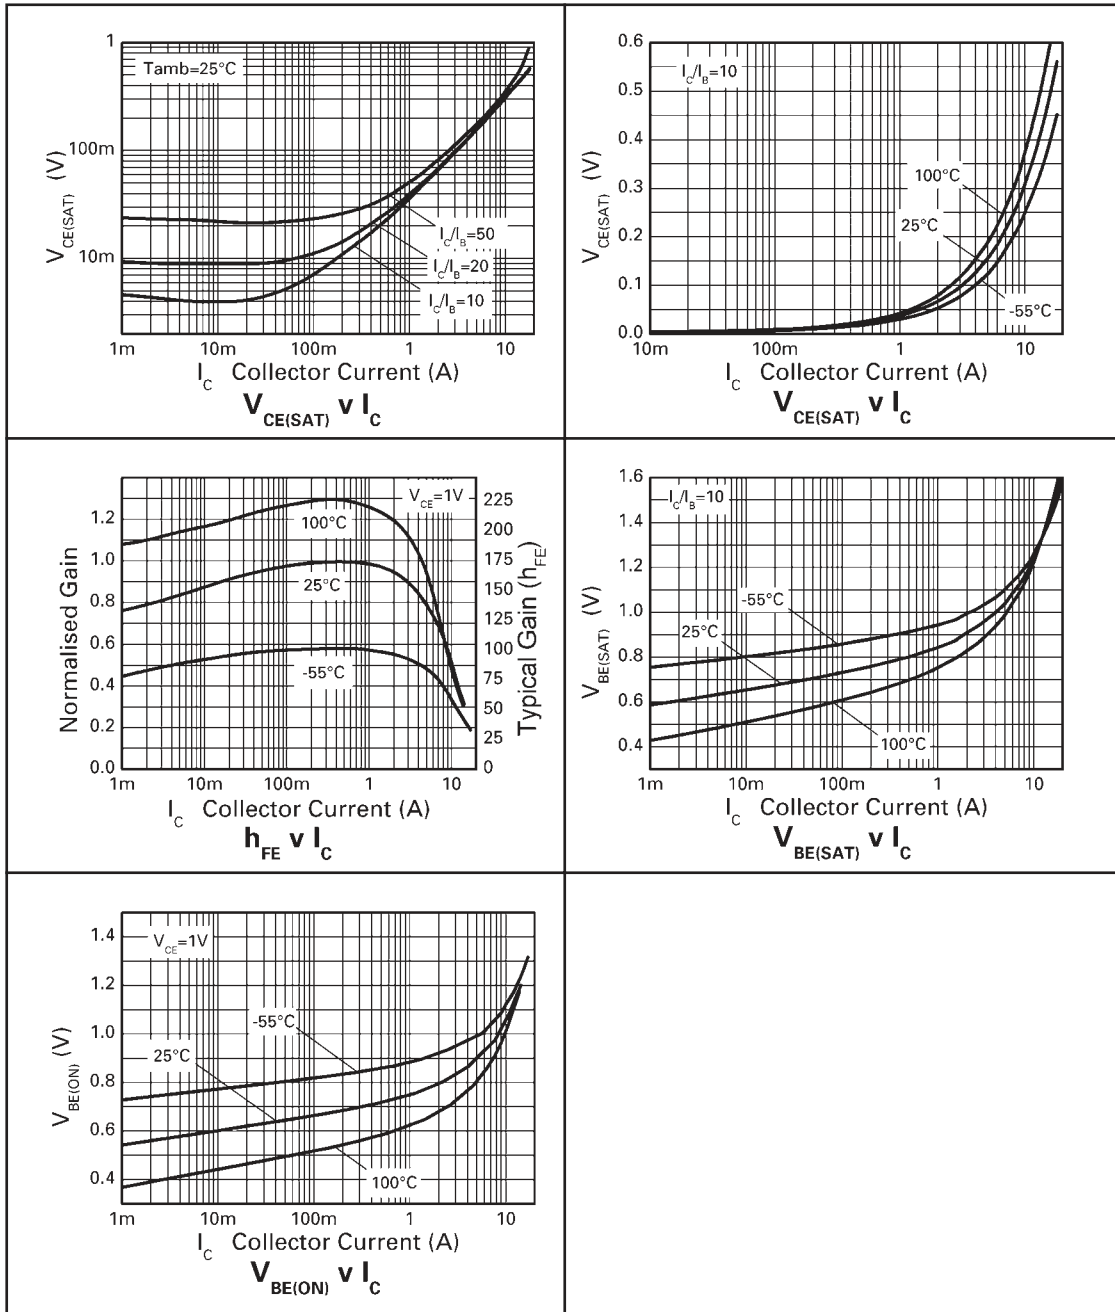 1
100m
10m
V_CE(SAT) (V)
Tamb=25°C
I_C/I_B=50
I_C/I_B=20
I_C/I_B=10
1m 10m 100m 1 10
I_C Collector Current (A)
V_CE(SAT) v I_C
0.6
0.5
0.4
0.3
0.2
0.1
0.0
V_CE(SAT) (V)
I_C/I_B=10
100°C
25°C
-55°C
10m 100m 1 10
I_C Collector Current (A)
V_CE(SAT) v I_C
1.2
1.0
0.8
0.6
0.4
0.2
0.0
Normalised Gain
V_CE=1V
100°C
25°C
-55°C
225
200
175
150
125
100
75
50
25
0
Typical Gain (h_FE)
1m 10m 100m 1 10
I_C Collector Current (A)
h_FE v I_C
1.6
1.4
1.2
1.0
0.8
0.6
0.4
V_BE(SAT) (V)
I_C/I_B=10
-55°C
25°C
100°C
1m 10m 100m 1 10
I_C Collector Current (A)
V_BE(SAT) v I_C
1.4
1.2
1.0
0.8
0.6
0.4
V_BE(ON) (V)
V_CE=1V
-55°C
25°C
100°C
1m 10m 100m 1 10
I_C Collector Current (A)
V_BE(ON) v I_C